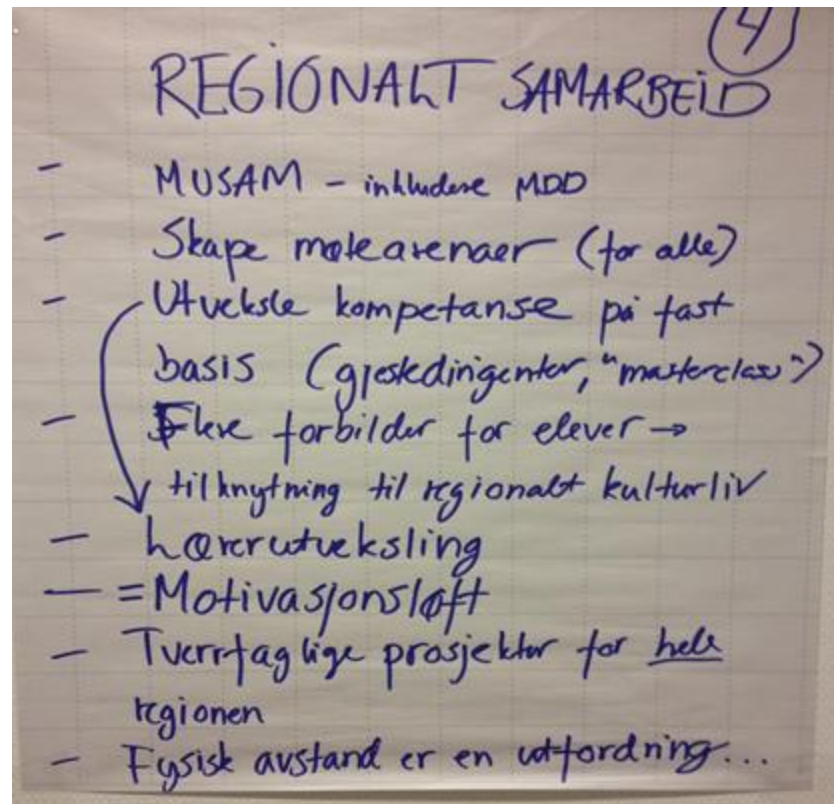 4
REGIONALT SAMARBEID
- MUSAM - inkludere MDD
- Skape møtearenaer (for alle)
- Utveksle kompetanse på fast
basis (gjestedirigenter, "masterclass")
- Flere forbilder for elever →
tilknytning til regionalt kulturliv
- Lærerutveksling
- = Motivasjonsløft
- Tverrfaglige prosjekter for hele
regionen
- Fysisk avstand er en utfordring...